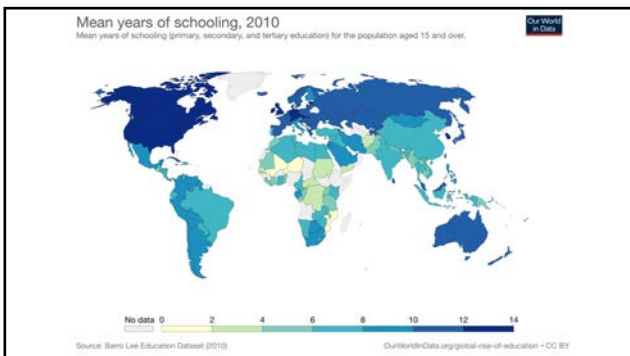 Mean years of schooling, 2010
Mean years of schooling (primary, secondary, and tertiary education) for the population aged 15 and over.
Our World
in Data
No data 0 2 4 6 8 10 12 14
Source: Barro Lee Education Dataset (2010)
OurWorldInData.org/global-rise-of-education • CC BY